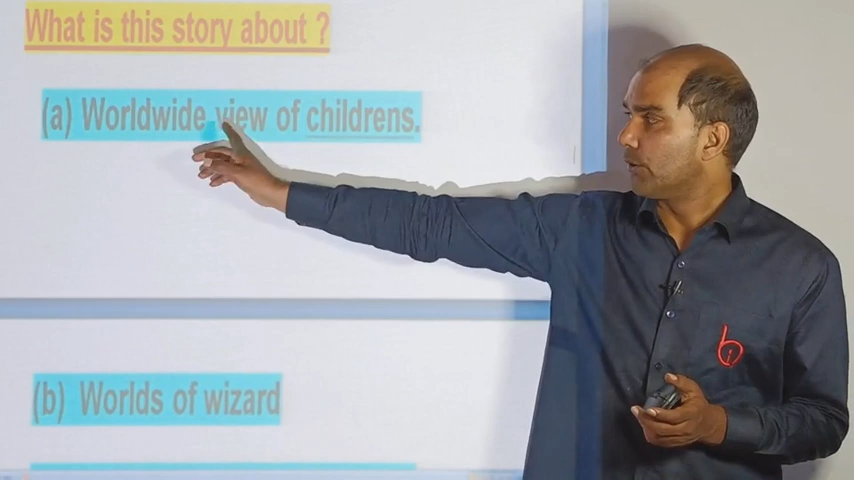 What is this story about ?
(a) Worldwide view of childrens.
(b) Worlds of wizard